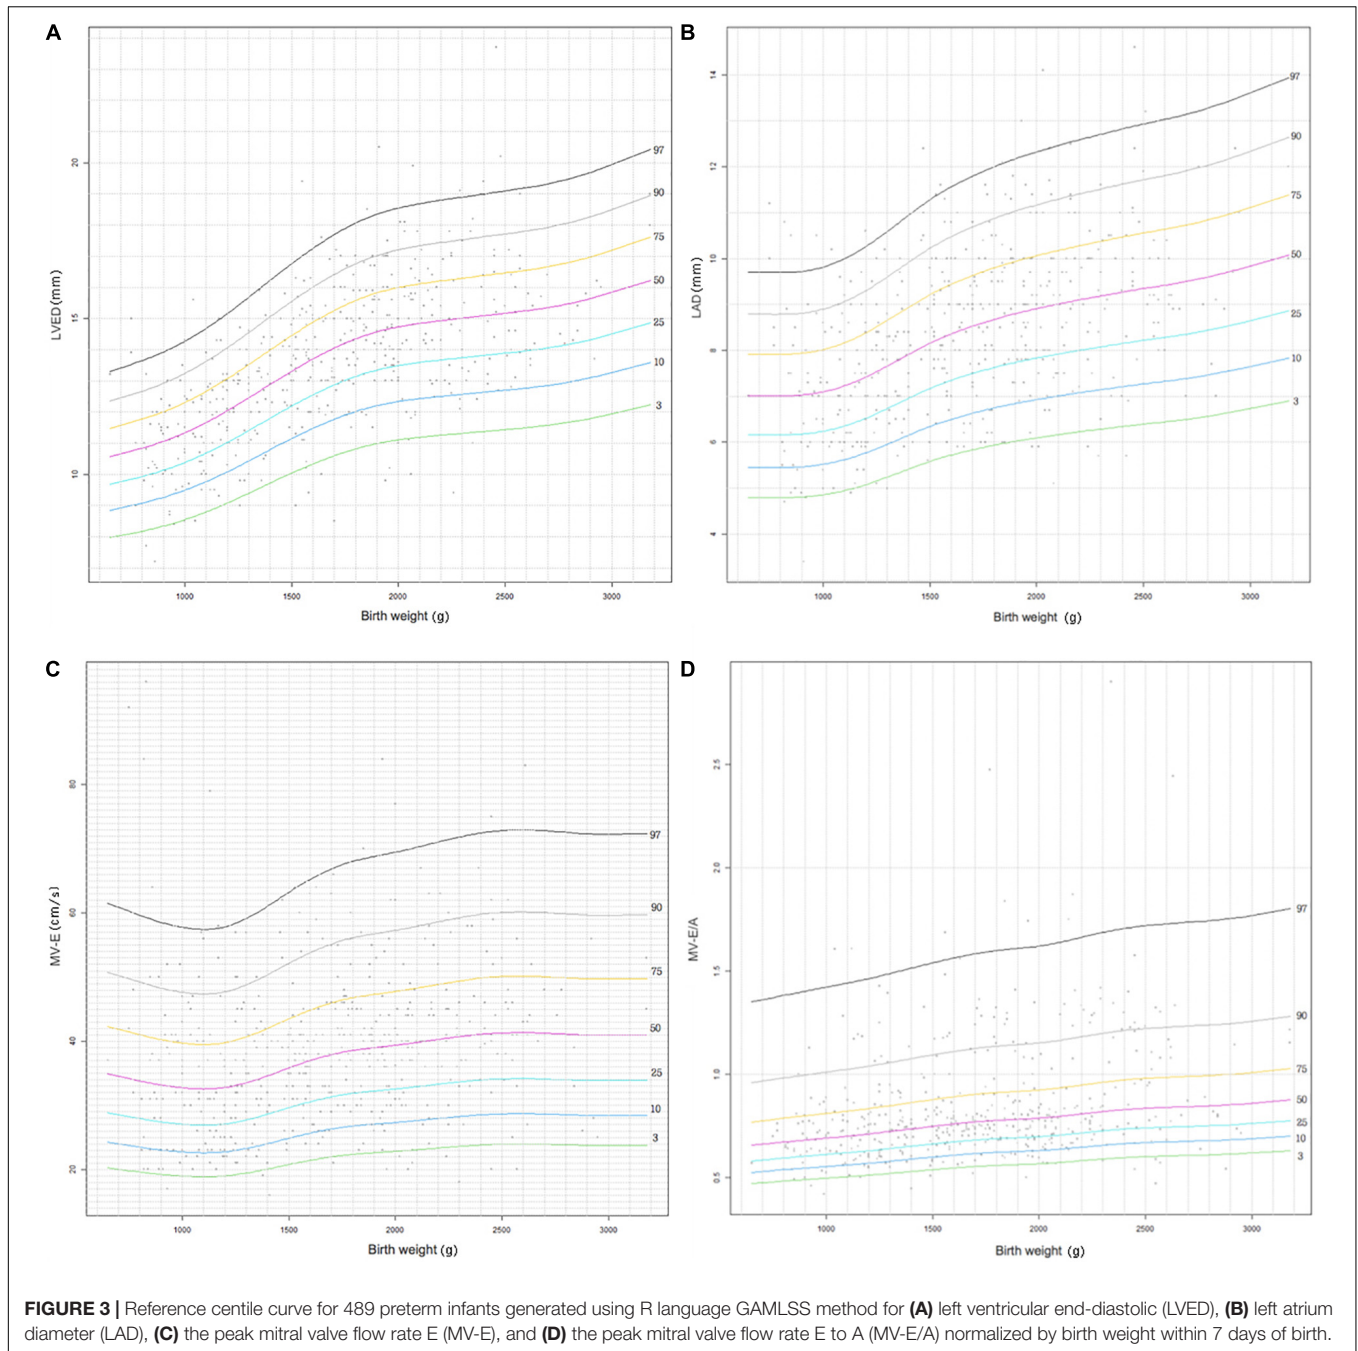 A
LVED (mm)
20
15
10
97
90
75
50
25
10
3
1000 1500 2000 2500 3000
Birth weight (g)
B
LAD (mm)
14
12
10
8
6
4
97
90
75
50
25
10
3
1000 1500 2000 2500 3000
Birth weight (g)
C
MV-E (cm/s)
80
60
40
20
97
90
75
50
25
10
3
1000 1500 2000 2500 3000
Birth weight (g)
D
MV-E/A
2.5
2.0
1.5
1.0
0.5
97
90
75
50
25
10
3
1000 1500 2000 2500 3000
Birth weight (g)
FIGURE 3 | Reference centile curve for 489 preterm infants generated using R language GAMLSS method for (A) left ventricular end-diastolic (LVED), (B) left atrium
diameter (LAD), (C) the peak mitral valve flow rate E (MV-E), and (D) the peak mitral valve flow rate E to A (MV-E/A) normalized by birth weight within 7 days of birth.